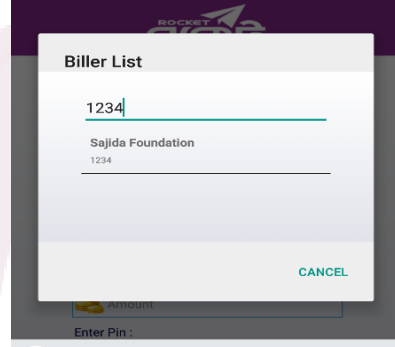 ROCKET
Biller List
1234
Sajida Foundation
1234
CANCEL
Amount
Enter Pin :